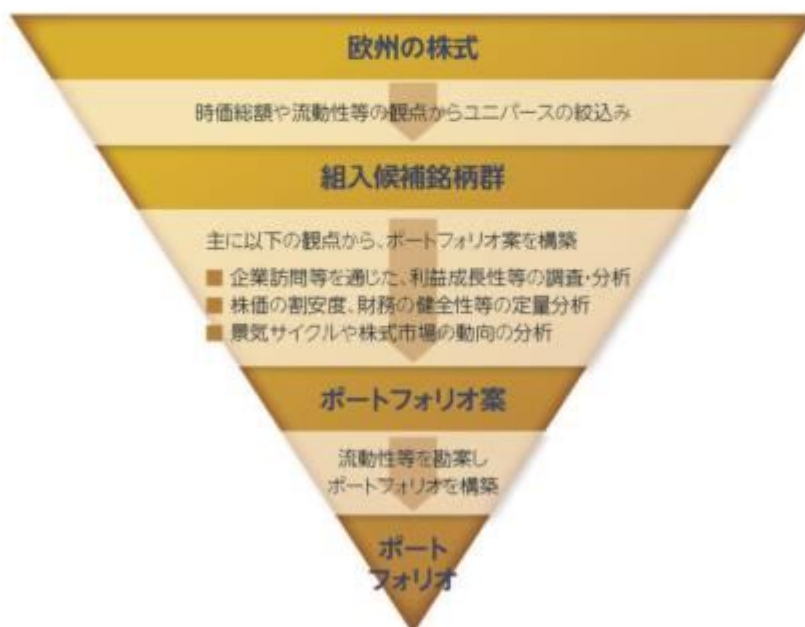 欧州の株式
時価総額や流動性等の観点からユニバースの絞込み
組入候補銘柄群
主に以下の観点から、ポートフォリオ案を構築
■ 企業訪問等を通じた、利益成長性等の調査・分析
■ 株価の割安度、財務の健全性等の定量分析
■ 景気サイクルや株式市場の動向の分析
ポートフォリオ案
流動性等を勘案し
ポートフォリオを構築
ポート
フォリオ